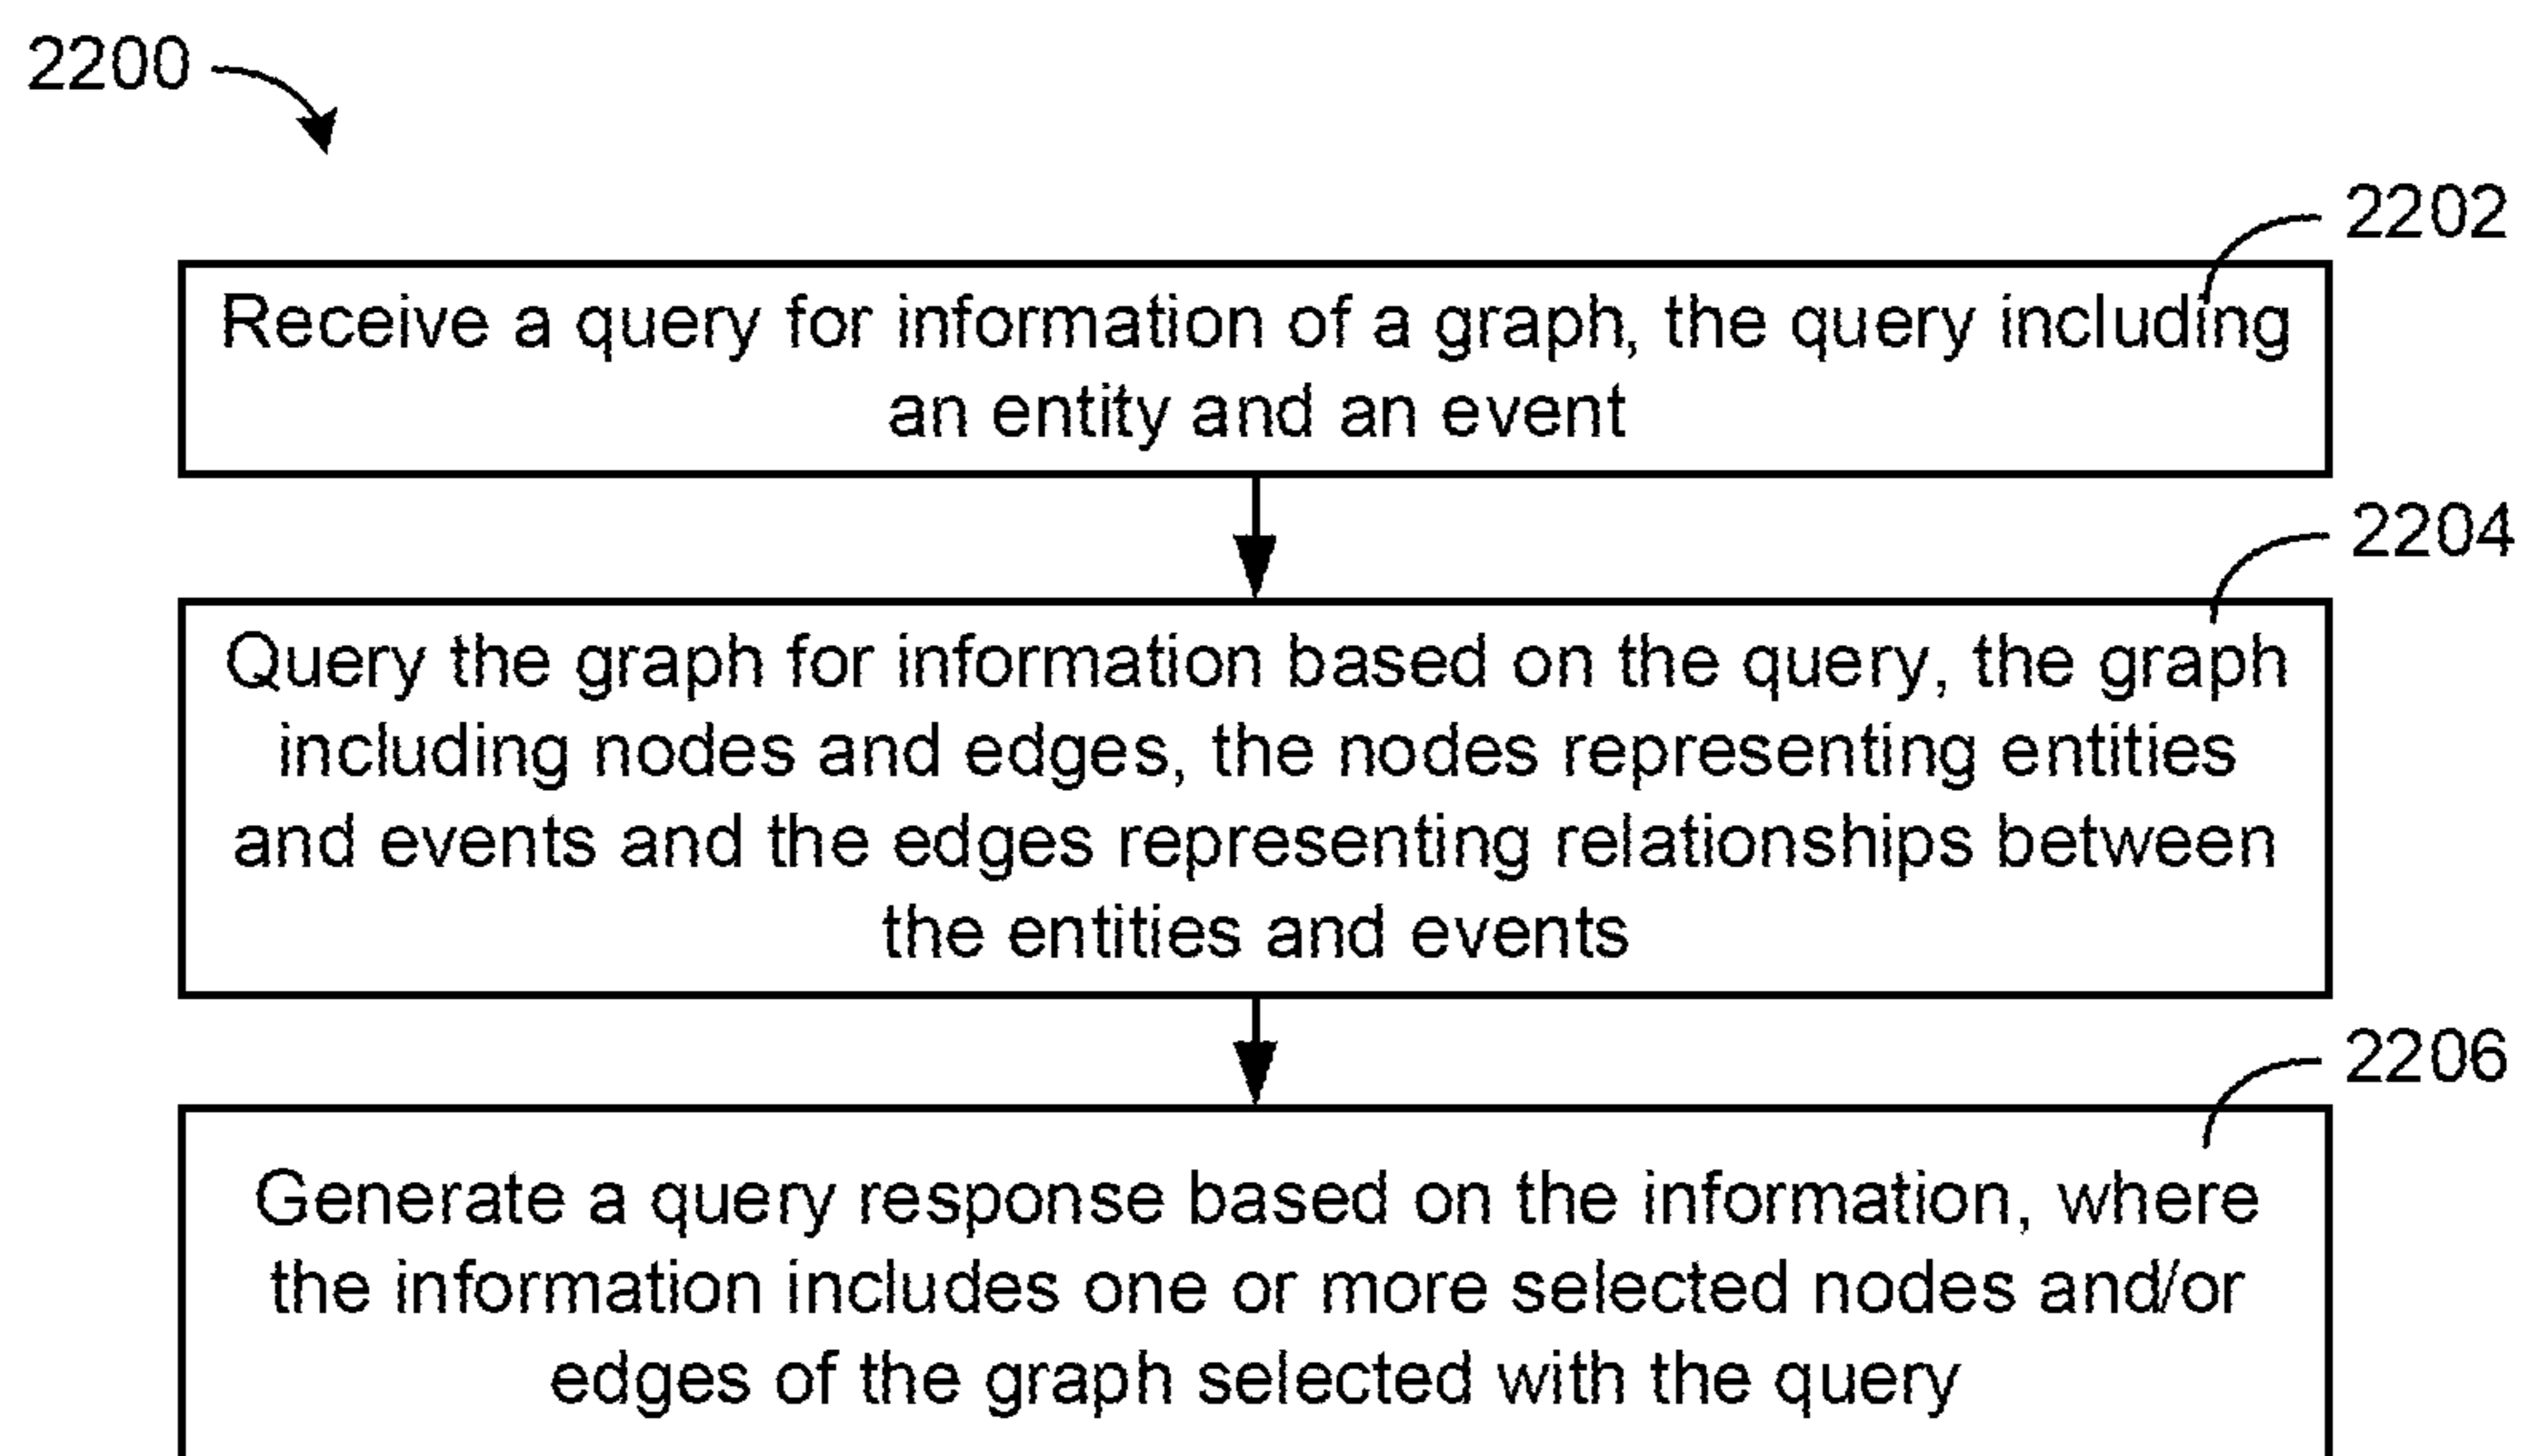 2200
2202
Receive a query for information of a graph, the query including
an entity and an event
2204
Query the graph for information based on the query, the graph
including nodes and edges, the nodes representing entities
and events and the edges representing relationships between
the entities and events
2206
Generate a query response based on the information, where
the information includes one or more selected nodes and/or
edges of the graph selected with the query